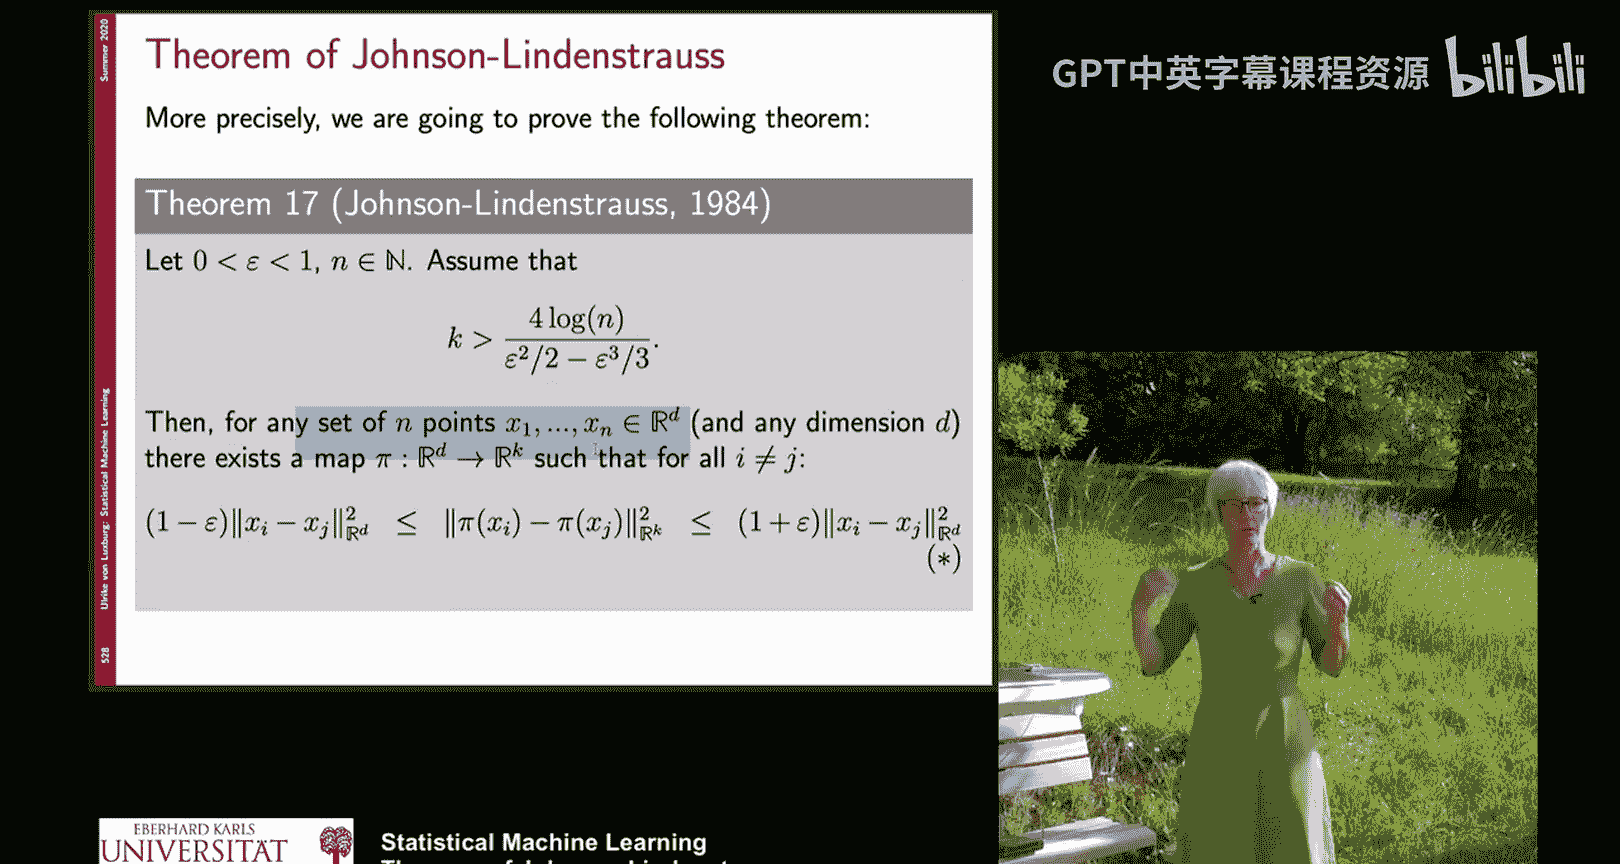 Summer 2020
Theorem of Johnson-Lindenstrauss
More precisely, we are going to prove the following theorem:
Theorem 17 (Johnson-Lindenstrauss, 1984)
Let 0 < ε < 1, n ∈ ℕ. Assume that
k > 4 log(n) / (ε²/2 − ε³/3).
Then, for any set of n points x₁, ..., xₙ ∈ ℝᵈ (and any dimension d)
there exists a map π : ℝᵈ → ℝᵏ such that for all i ≠ j:
(1 − ε)‖xᵢ − xⱼ‖²_ℝᵈ ≤ ‖π(xᵢ) − π(xⱼ)‖²_ℝᵏ ≤ (1 + ε)‖xᵢ − xⱼ‖²_ℝᵈ
(∗)
Ulrike von Luxburg: Statistical Machine Learning
528
GPT中英字幕课程资源 bilibili
EBERHARD KARLS
UNIVERSITÄT
Statistical Machine Learning